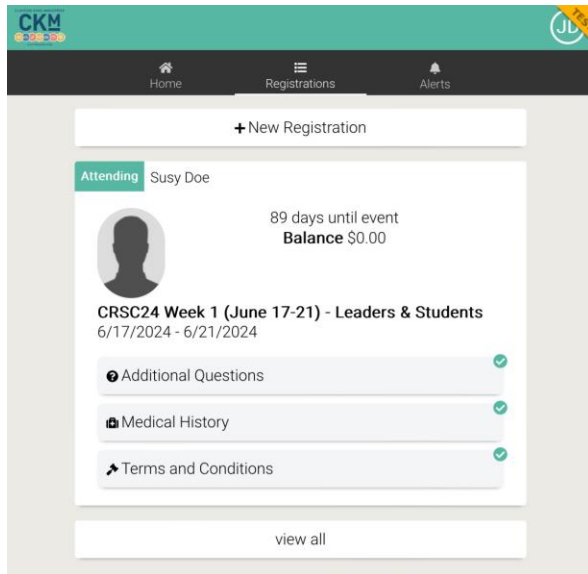 CKM
JD
TES
Home
Registrations
Alerts
New Registration
Attending Susy Doe
89 days until event
Balance $0.00
CRSC24 Week 1 (June 17-21) - Leaders & Students
6/17/2024 - 6/21/2024
Additional Questions
Medical History
Terms and Conditions
view all